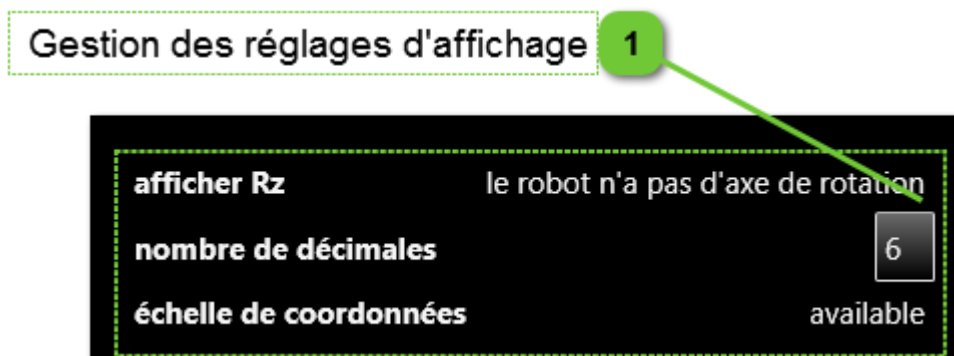 Gestion des réglages d'affichage 1
afficher Rz le robot n'a pas d'axe de rotation
nombre de décimales 6
échelle de coordonnées available